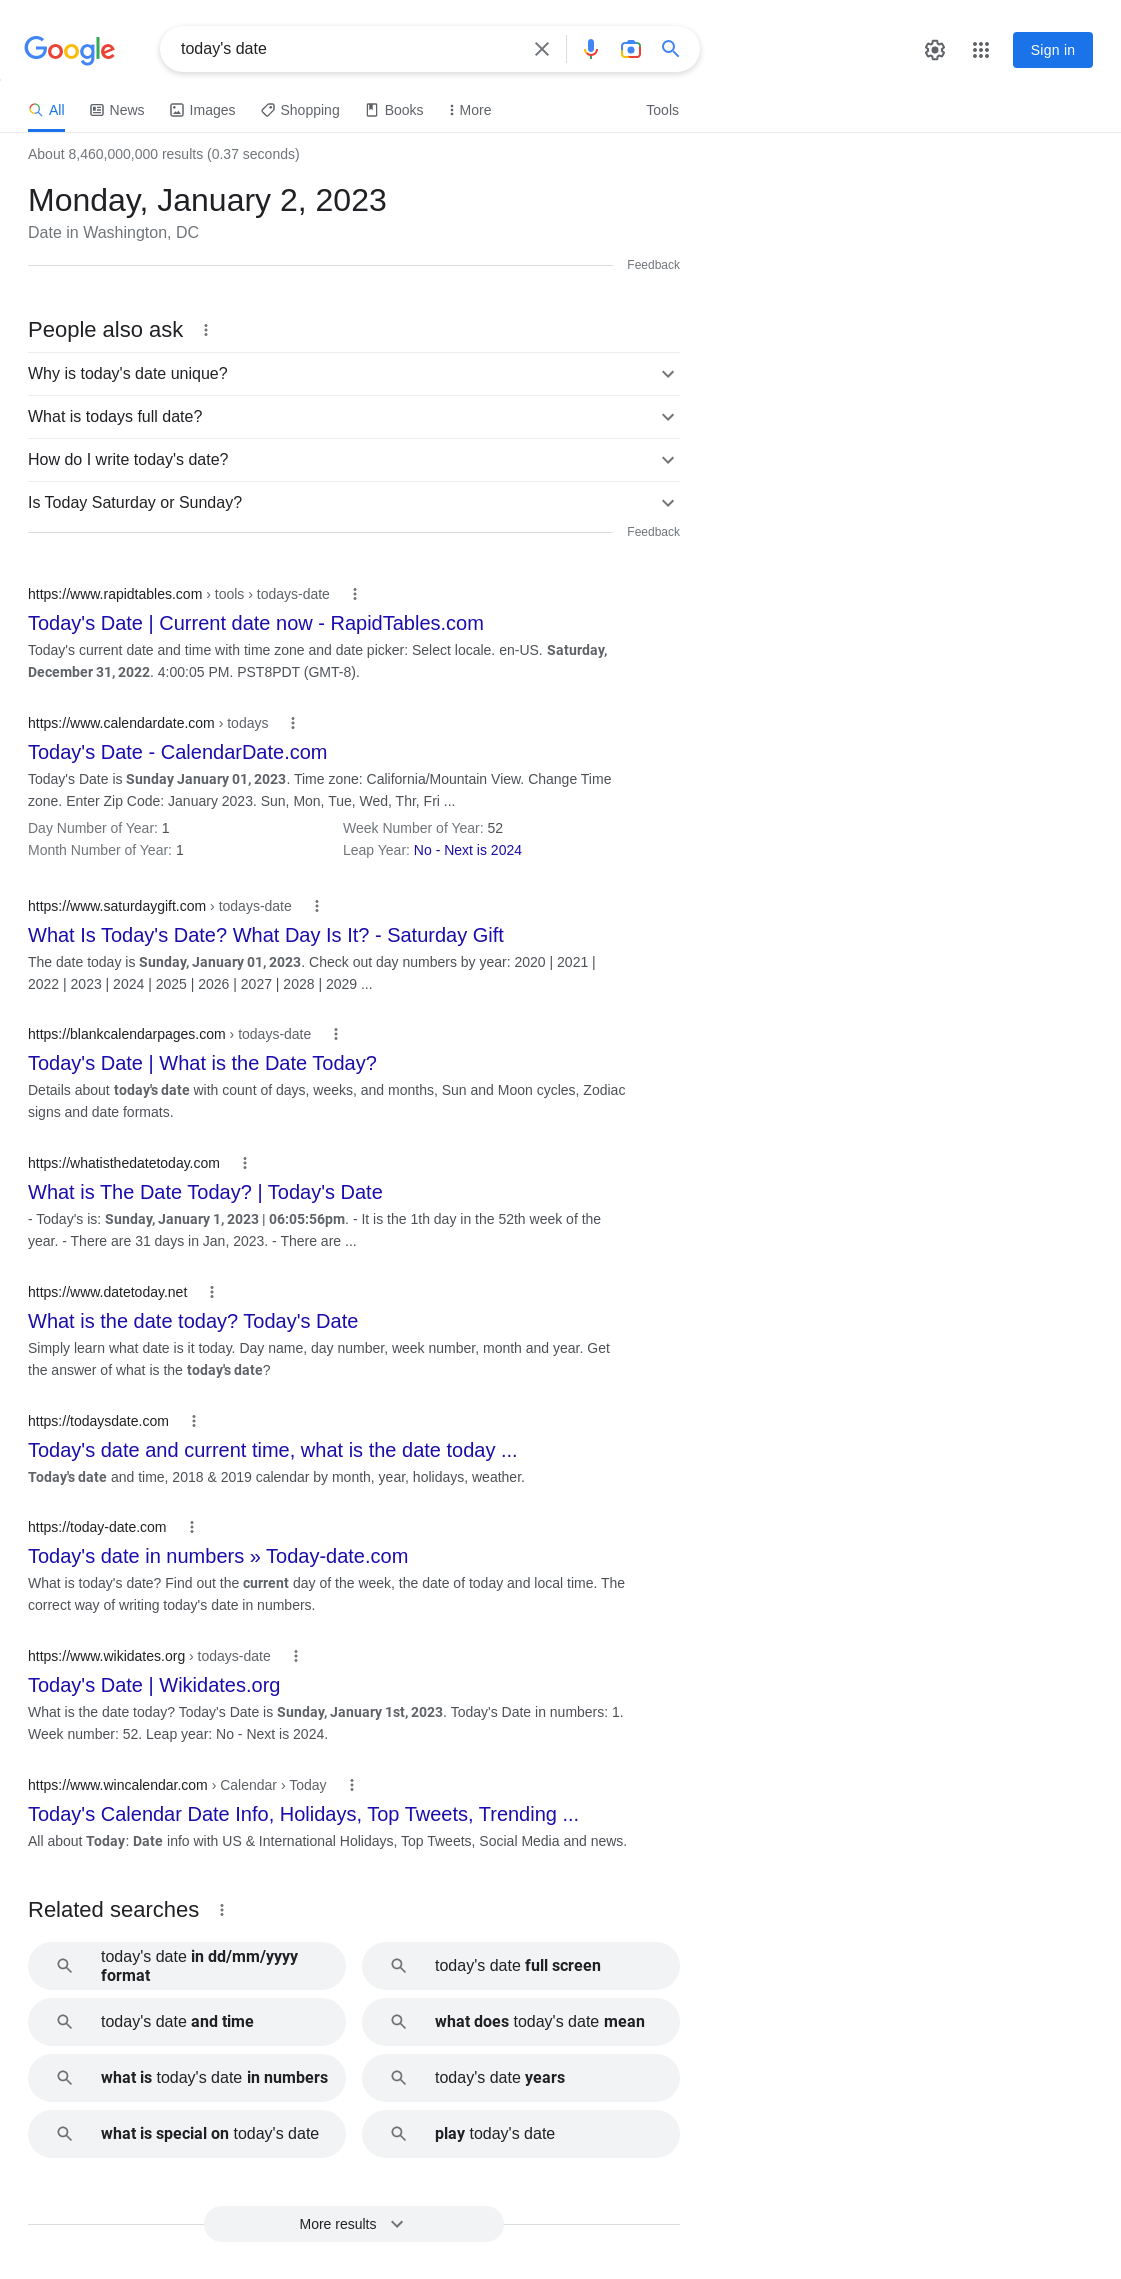 Google
today's date
Sign in
All
News
Images
Shopping
Books
More
Tools
About 8,460,000,000 results (0.37 seconds)
Monday, January 2, 2023
Date in Washington, DC
Feedback
People also ask
Why is today's date unique?
What is todays full date?
How do I write today's date?
Is Today Saturday or Sunday?
Feedback
https://www.rapidtables.com › tools › todays-date
Today's Date | Current date now - RapidTables.com
Today's current date and time with time zone and date picker: Select locale. en-US. Saturday,
December 31, 2022. 4:00:05 PM. PST8PDT (GMT-8).
https://www.calendardate.com › todays
Today's Date - CalendarDate.com
Today's Date is Sunday January 01, 2023. Time zone: California/Mountain View. Change Time
zone. Enter Zip Code: January 2023. Sun, Mon, Tue, Wed, Thr, Fri ...
Day Number of Year: 1
Week Number of Year: 52
Month Number of Year: 1
Leap Year: No - Next is 2024
https://www.saturdaygift.com › todays-date
What Is Today's Date? What Day Is It? - Saturday Gift
The date today is Sunday, January 01, 2023. Check out day numbers by year: 2020 | 2021 |
2022 | 2023 | 2024 | 2025 | 2026 | 2027 | 2028 | 2029 ...
https://blankcalendarpages.com › todays-date
Today's Date | What is the Date Today?
Details about today's date with count of days, weeks, and months, Sun and Moon cycles, Zodiac
signs and date formats.
https://whatisthedatetoday.com
What is The Date Today? | Today's Date
- Today's is: Sunday, January 1, 2023 | 06:05:56pm. - It is the 1th day in the 52th week of the
year. - There are 31 days in Jan, 2023. - There are ...
https://www.datetoday.net
What is the date today? Today's Date
Simply learn what date is it today. Day name, day number, week number, month and year. Get
the answer of what is the today's date?
https://todaysdate.com
Today's date and current time, what is the date today ...
Today's date and time, 2018 & 2019 calendar by month, year, holidays, weather.
https://today-date.com
Today's date in numbers » Today-date.com
What is today's date? Find out the current day of the week, the date of today and local time. The
correct way of writing today's date in numbers.
https://www.wikidates.org › todays-date
Today's Date | Wikidates.org
What is the date today? Today's Date is Sunday, January 1st, 2023. Today's Date in numbers: 1.
Week number: 52. Leap year: No - Next is 2024.
https://www.wincalendar.com › Calendar › Today
Today's Calendar Date Info, Holidays, Top Tweets, Trending ...
All about Today: Date info with US & International Holidays, Top Tweets, Social Media and news.
Related searches
today's date in dd/mm/yyyy
format
today's date full screen
today's date and time
what does today's date mean
what is today's date in numbers
today's date years
what is special on today's date
play today's date
More results